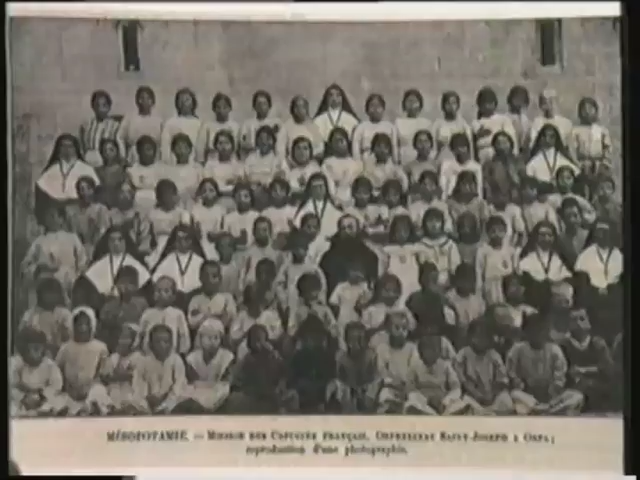 MÉSOPOTAMIE. — MISSION DES CAPUCINS FRANÇAIS. ORPHELINAT SAINT-JOSEPH A ORFA;
reproduction d'une photographie.